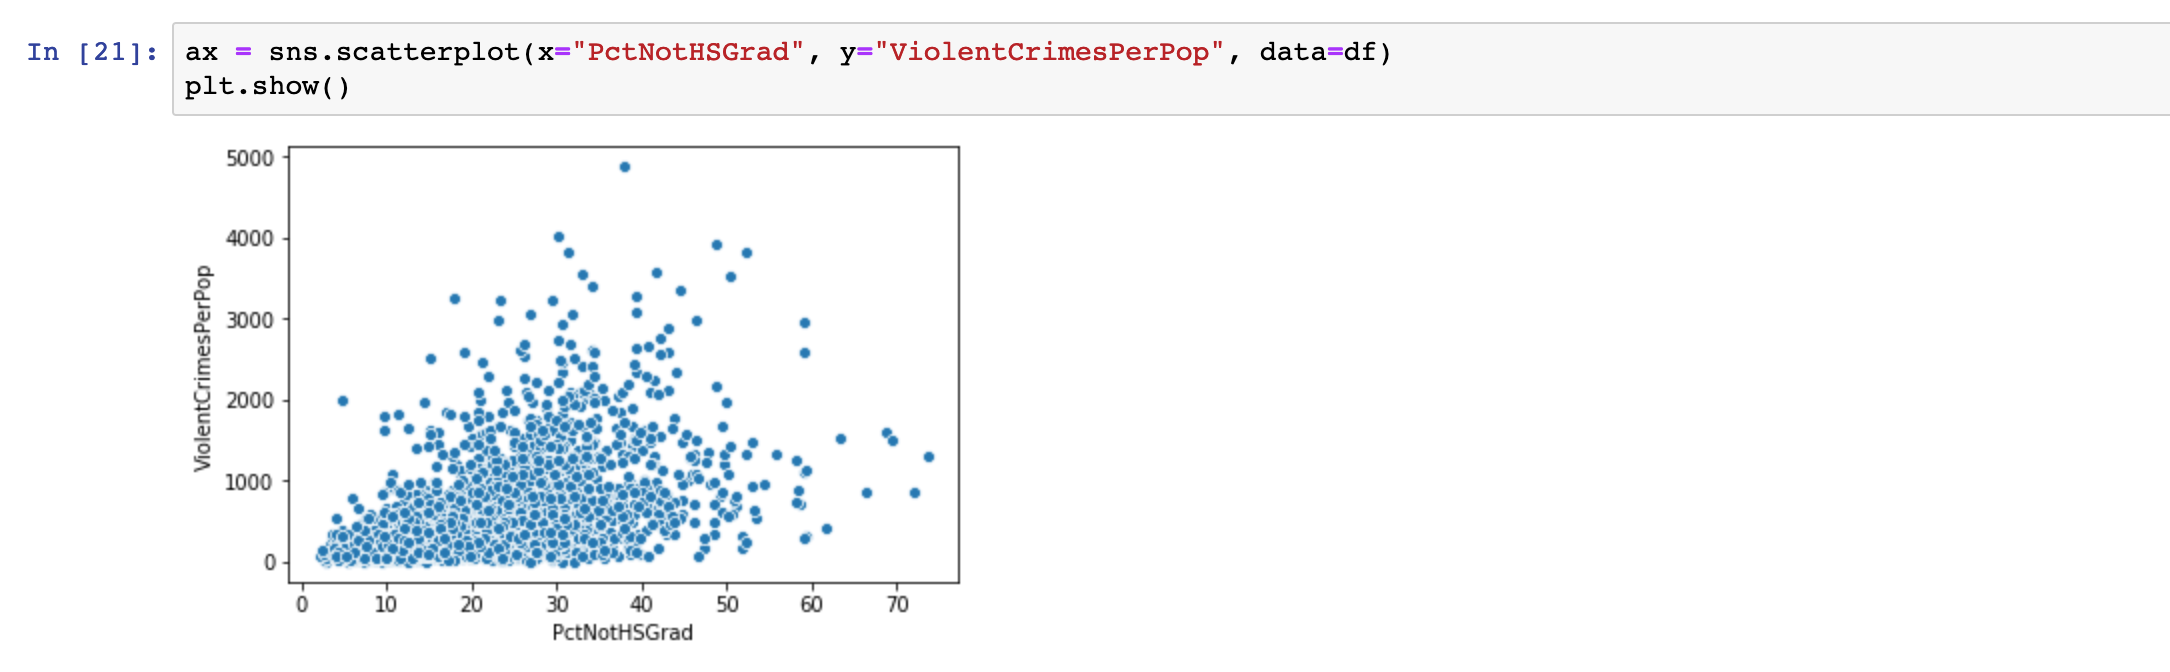 In [21]: ax = sns.scatterplot(x="PctNotHSGrad", y="ViolentCrimesPerPop", data=df)
plt.show()
5000
4000
3000
2000
1000
0
ViolentCrimesPerPop
0 10 20 30 40 50 60 70
PctNotHSGrad